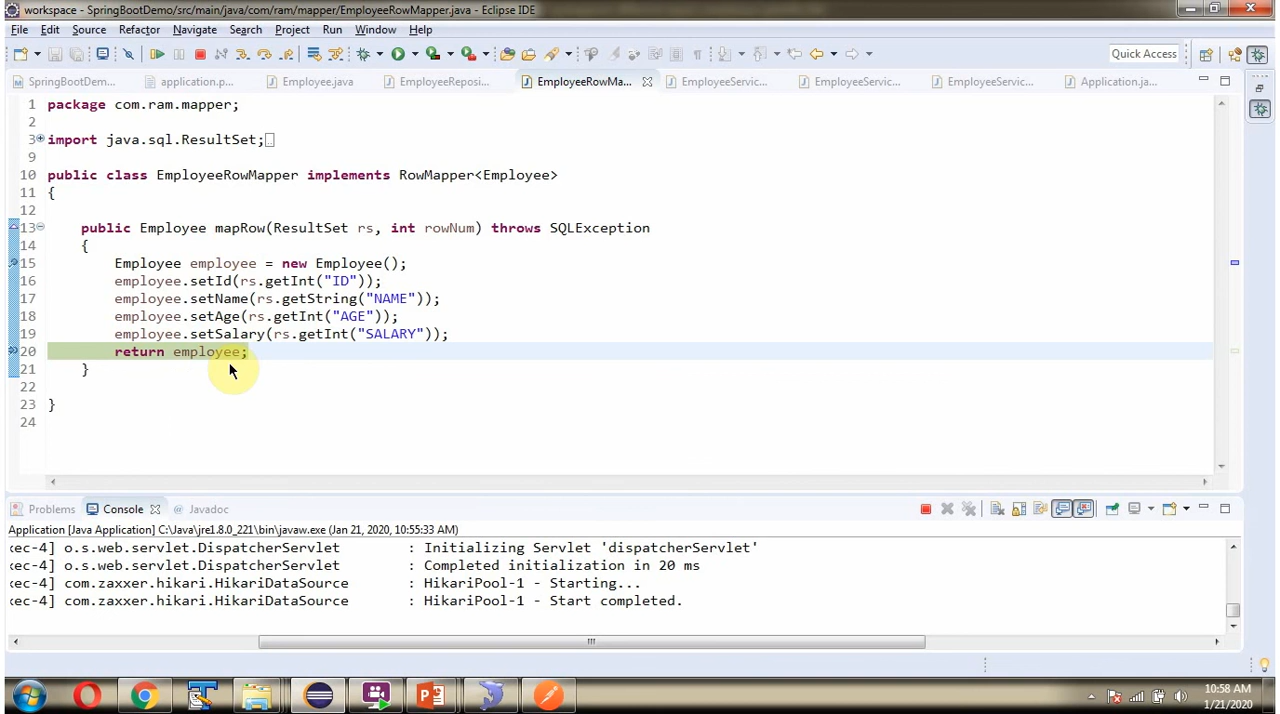 workspace - SpringBootDemo/src/main/java/com/ram/mapper/EmployeeRowMapper.java - Eclipse IDE
File Edit Source Refactor Navigate Search Project Run Window Help
Quick Access
SpringBootDem... application.p... Employee.java EmployeeReposi... EmployeeRowMa... EmployeeServic... EmployeeServic... EmployeeServic... Application.ja...
1 package com.ram.mapper;
2
3 import java.sql.ResultSet;
9
10 public class EmployeeRowMapper implements RowMapper<Employee>
11 {
12
13 public Employee mapRow(ResultSet rs, int rowNum) throws SQLException
14 {
15 Employee employee = new Employee();
16 employee.setId(rs.getInt("ID"));
17 employee.setName(rs.getString("NAME"));
18 employee.setAge(rs.getInt("AGE"));
19 employee.setSalary(rs.getInt("SALARY"));
20 return employee;
21 }
22
23 }
24
Problems Console Javadoc
Application [Java Application] C:\Java\jre1.8.0_221\bin\javaw.exe (Jan 21, 2020, 10:55:33 AM)
xec-4] o.s.web.servlet.DispatcherServlet : Initializing Servlet 'dispatcherServlet'
xec-4] o.s.web.servlet.DispatcherServlet : Completed initialization in 20 ms
xec-4] com.zaxxer.hikari.HikariDataSource : HikariPool-1 - Starting...
xec-4] com.zaxxer.hikari.HikariDataSource : HikariPool-1 - Start completed.
10:58 AM
1/21/2020